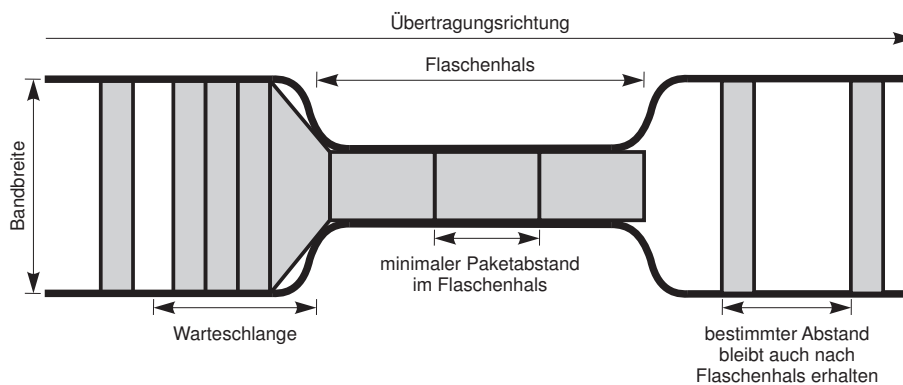 Übertragungsrichtung
Flaschenhals
Bandbreite
minimaler Paketabstand
im Flaschenhals
Warteschlange
bestimmter Abstand
bleibt auch nach
Flaschenhals erhalten